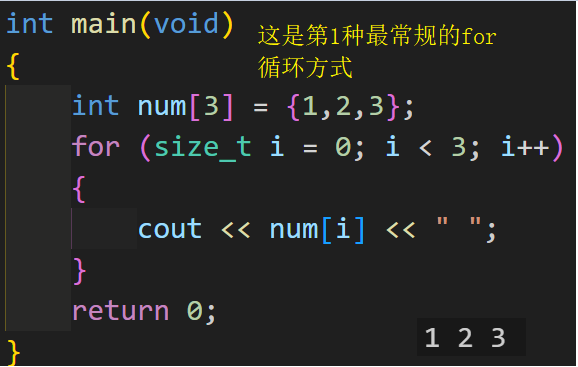 int main(void)
这是第1种最常规的for
循环方式
{
int num[3] = {1,2,3};
for (size_t i = 0; i < 3; i++)
{
cout << num[i] << " ";
}
return 0;
1 2 3
}